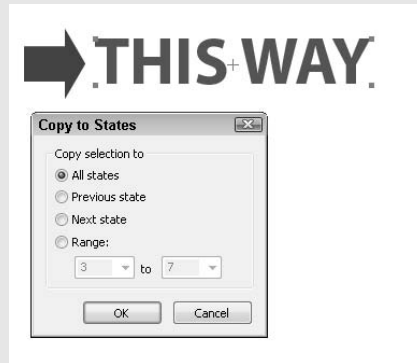 THIS WAY
Copy to States
Copy selection to
All states
Previous state
Next state
Range:
3 to 7
OK Cancel